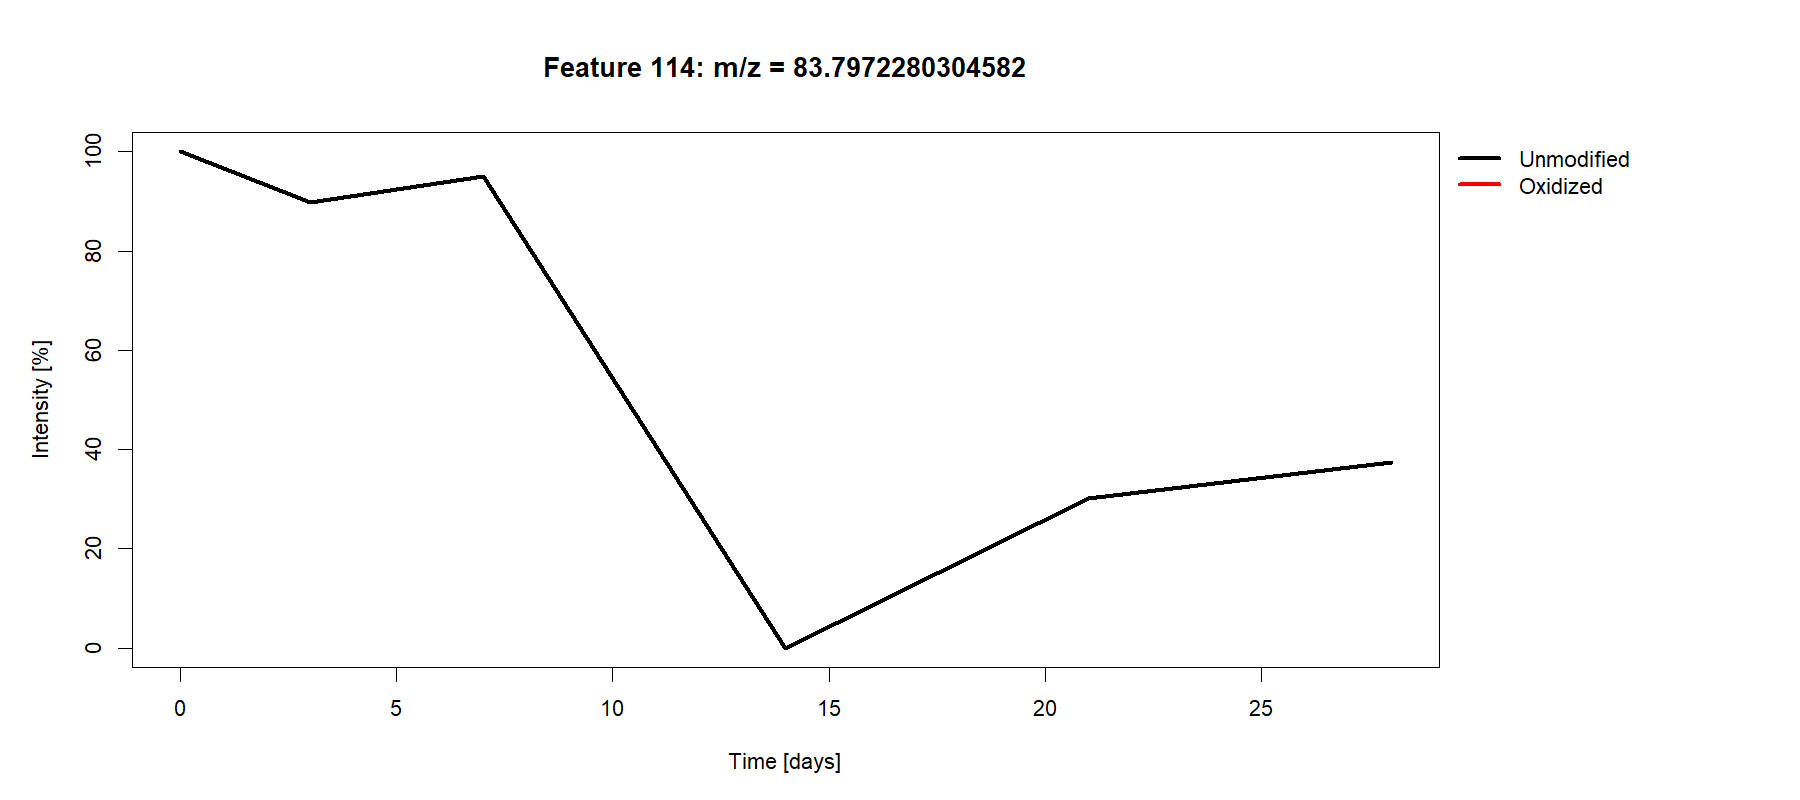 Feature 114: m/z = 83.7972280304582
Unmodified
Oxidized
Intensity [%]
100
80
60
40
20
0
0 5 10 15 20 25
Time [days]